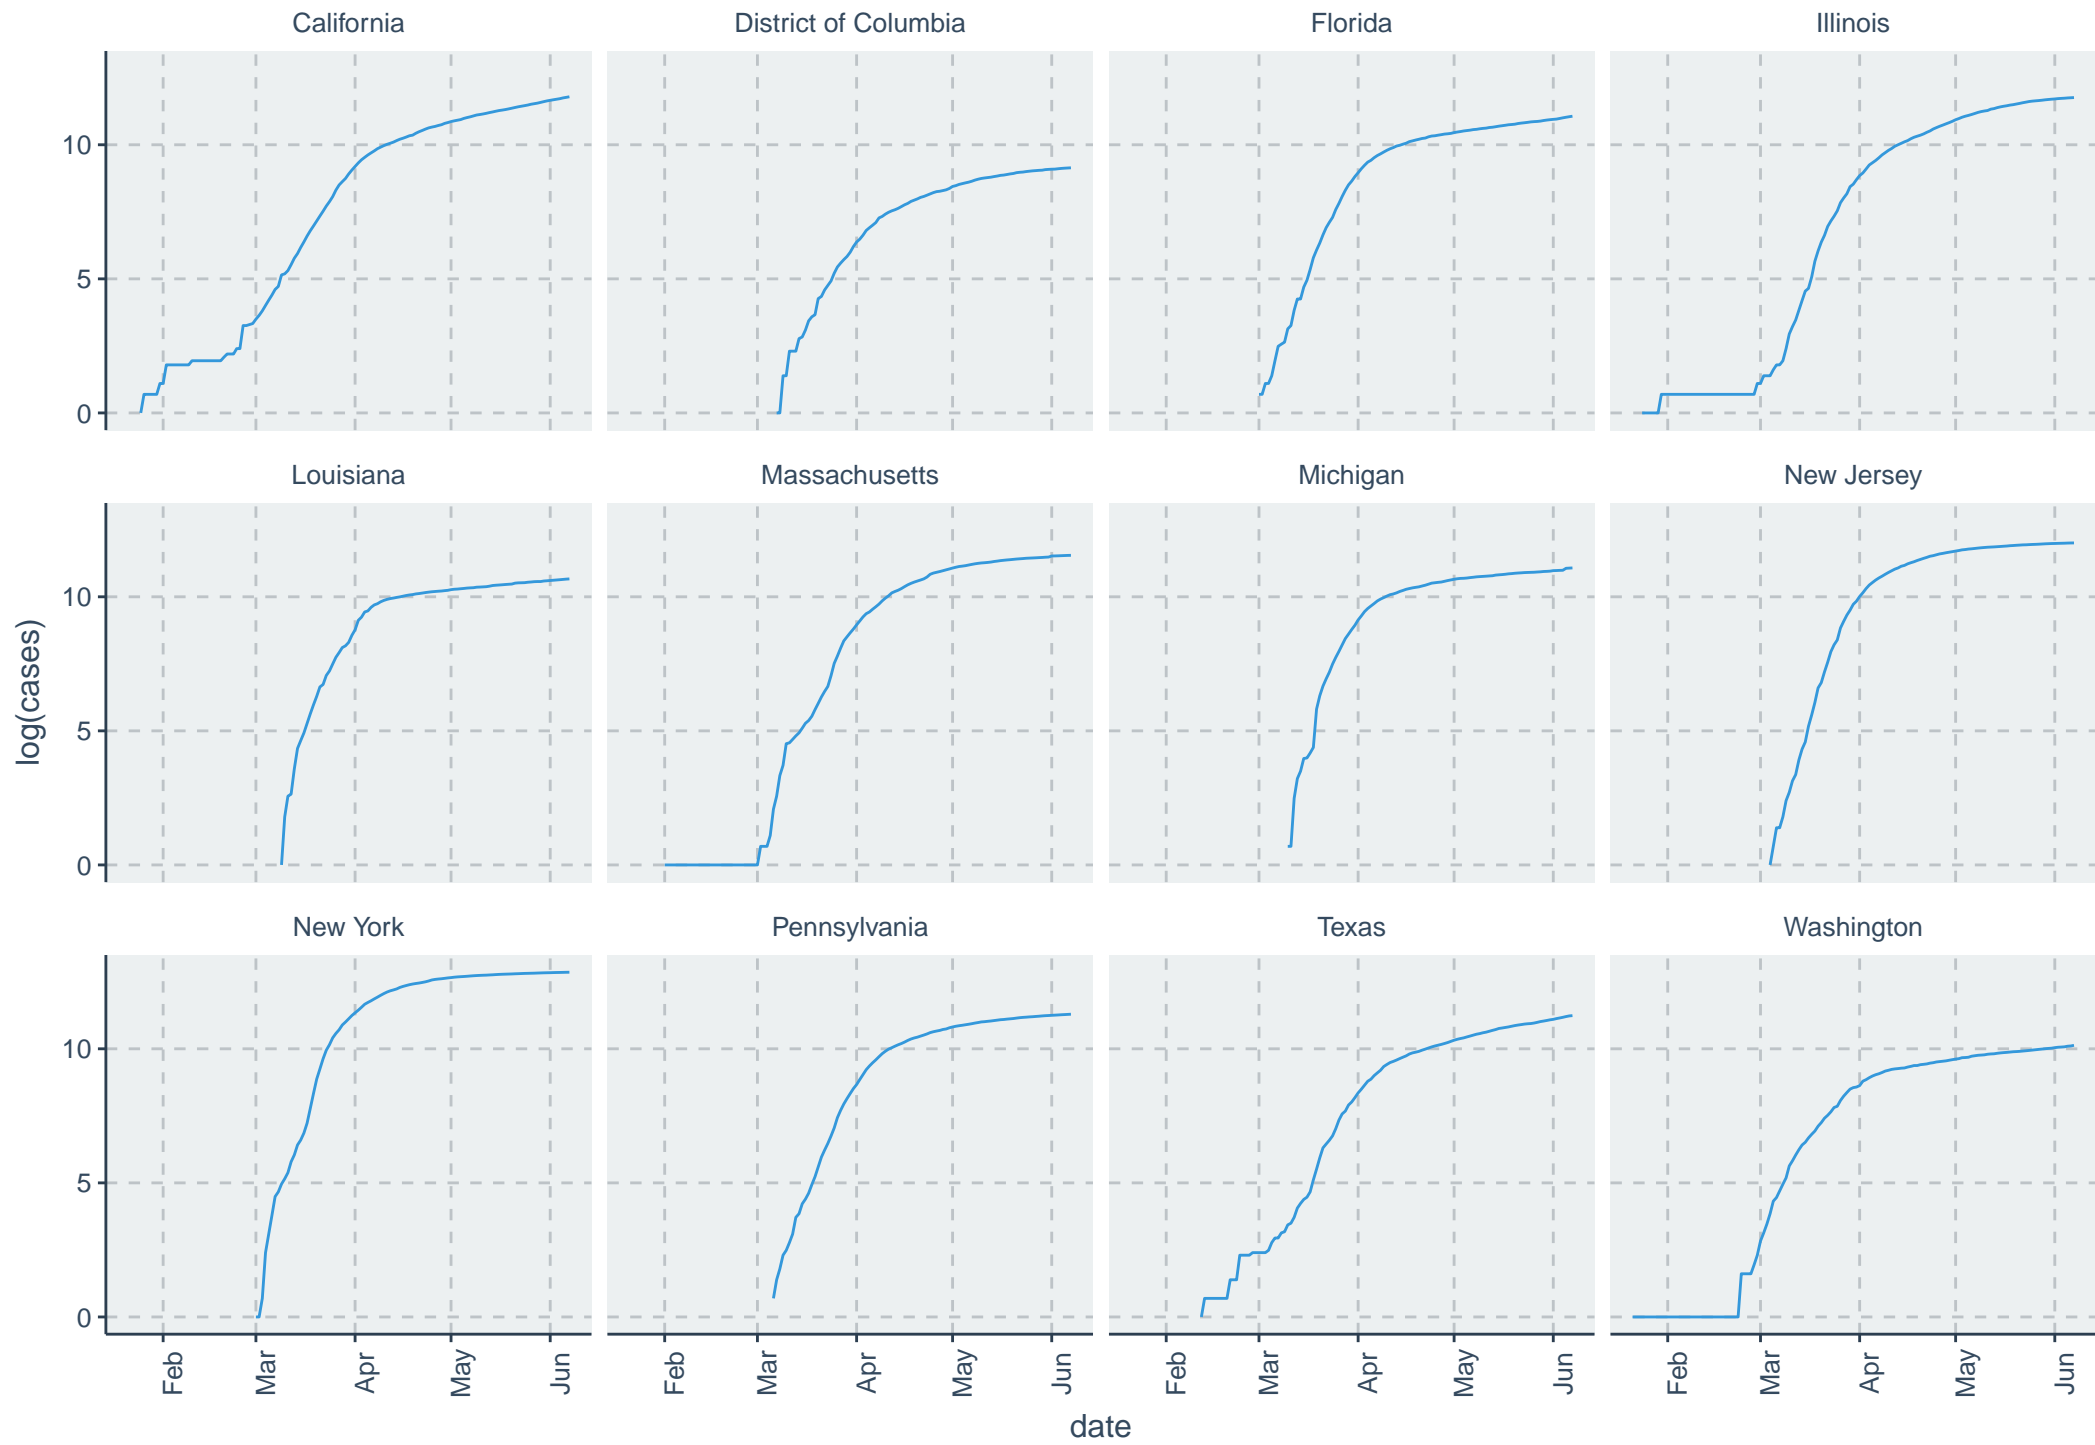 California District of Columbia Florida Illinois
10
5
0
Louisiana Massachusetts Michigan New Jersey
10
5
0
log(cases)
New York Pennsylvania Texas Washington
10
5
0
Feb Mar Apr May Jun Feb Mar Apr May Jun Feb Mar Apr May Jun Feb Mar Apr May Jun
date